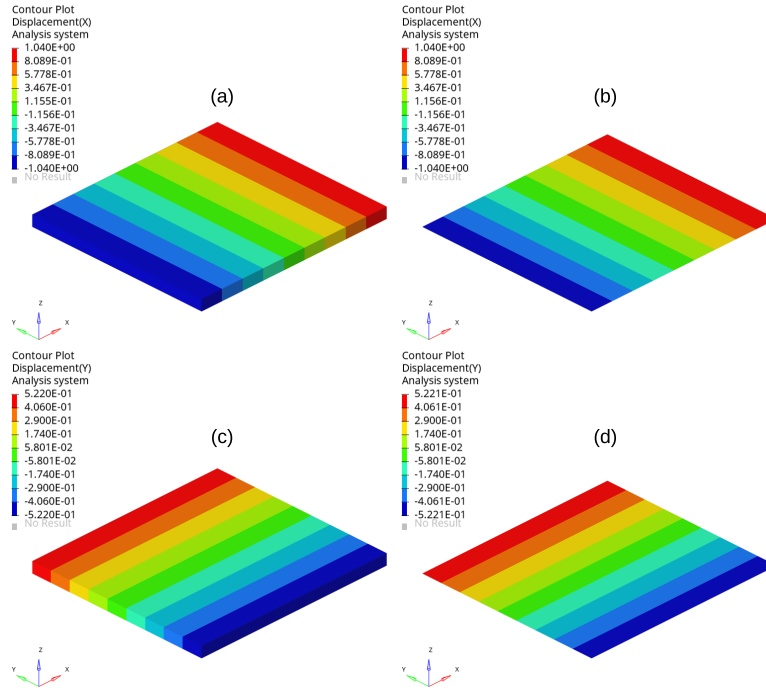 Contour Plot
Displacement(X)
Analysis system
1.040E+00
8.089E-01
5.778E-01
3.467E-01
1.155E-01
-1.156E-01
-3.467E-01
-5.778E-01
-8.089E-01
-1.040E+00
No Result
(a)
Z
Y
X
Contour Plot
Displacement(X)
Analysis system
1.040E+00
8.089E-01
5.778E-01
3.467E-01
1.156E-01
-1.156E-01
-3.467E-01
-5.778E-01
-8.089E-01
-1.040E+00
No Result
(b)
Z
Y
X
Contour Plot
Displacement(Y)
Analysis system
5.220E-01
4.060E-01
2.900E-01
1.740E-01
5.801E-02
-5.801E-02
-1.740E-01
-2.900E-01
-4.060E-01
-5.220E-01
No Result
(c)
Z
Y
X
Contour Plot
Displacement(Y)
Analysis system
5.221E-01
4.061E-01
2.900E-01
1.740E-01
5.801E-02
-5.801E-02
-1.740E-01
-2.900E-01
-4.061E-01
-5.221E-01
No Result
(d)
Z
Y
X